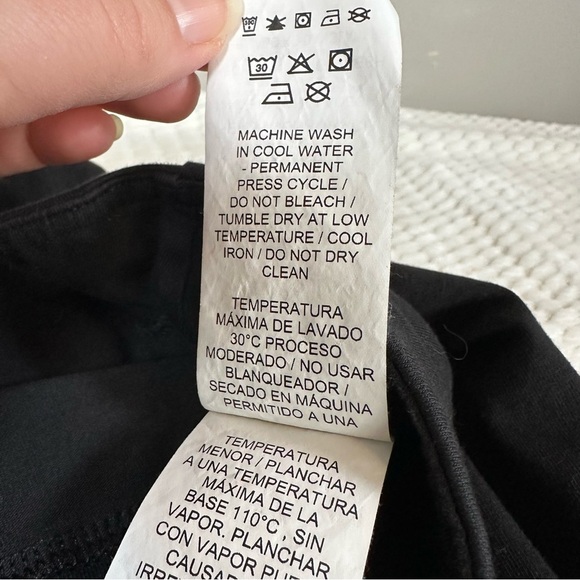 30
MACHINE WASH
IN COOL WATER
- PERMANENT
PRESS CYCLE /
DO NOT BLEACH /
TUMBLE DRY AT LOW
TEMPERATURE / COOL
IRON / DO NOT DRY
CLEAN
TEMPERATURA
MÁXIMA DE LAVADO
30°C PROCESO
MODERADO / NO USAR
BLANQUEADOR /
SECADO EN MÁQUINA
PERMITIDO A UNA
TEMPERATURA
MENOR / PLANCHAR
A UNA TEMPERATURA
MÁXIMA DE LA
BASE 110°C , SIN
VAPOR. PLANCHAR
CON VAPOR